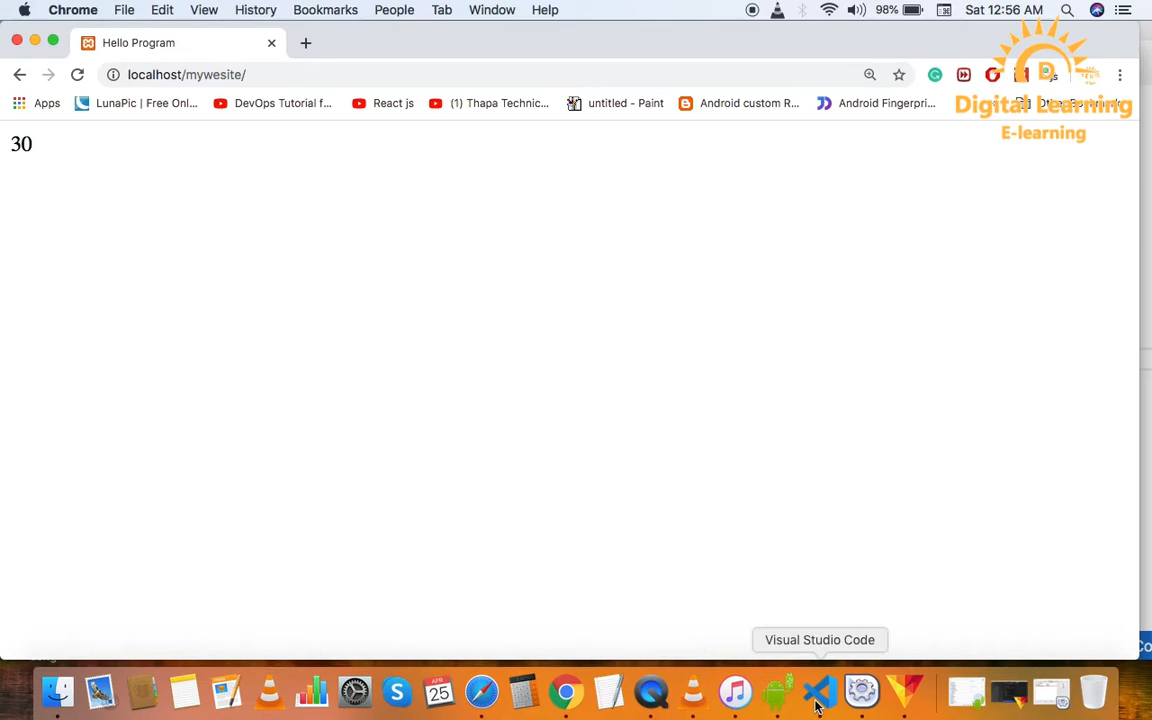 Chrome File Edit View History Bookmarks People Tab Window Help 98% Sat 12:56 AM
Hello Program
localhost/mywesite/
Apps LunaPic | Free Onl... DevOps Tutorial f... React js (1) Thapa Technic... untitled - Paint Android custom R... Android Fingerpri...
D
Digital Learning
E-learning
30
Visual Studio Code
APR
25